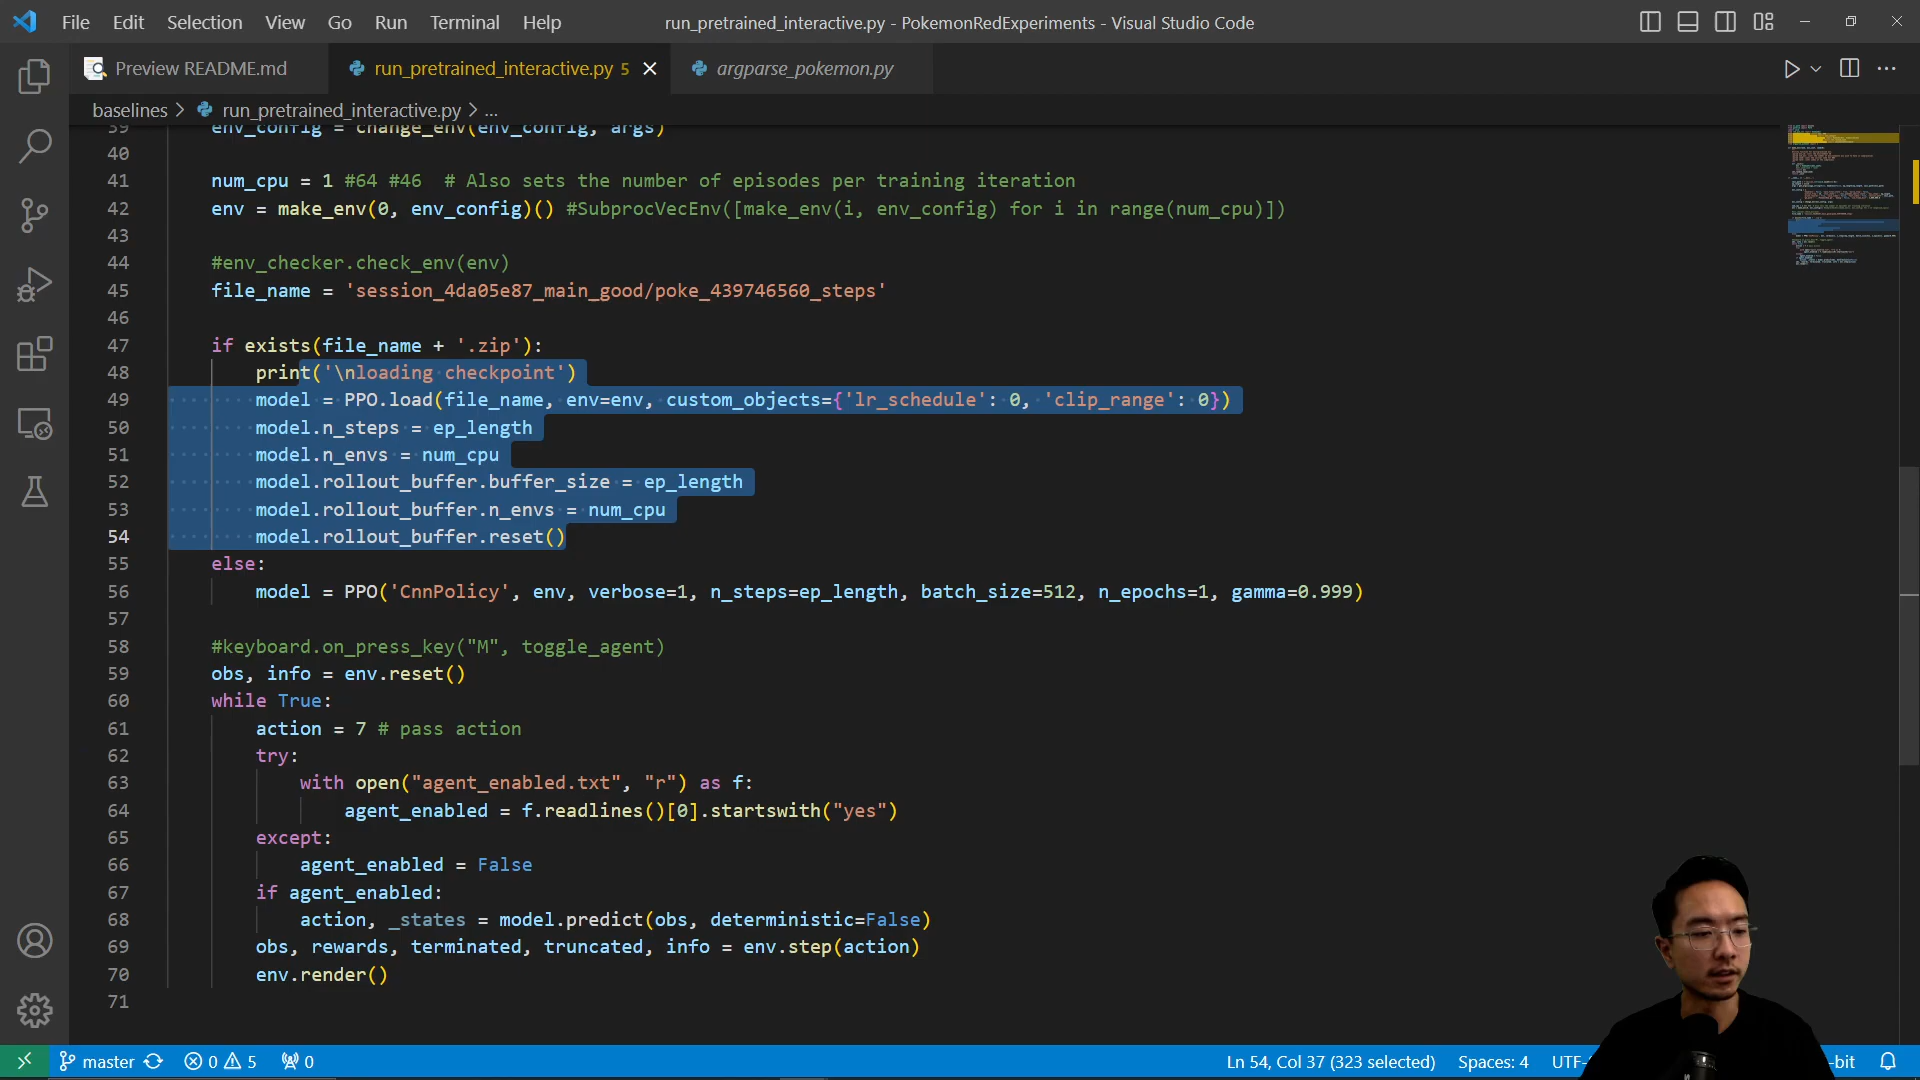 File Edit Selection View Go Run Terminal Help run_pretrained_interactive.py - PokemonRedExperiments - Visual Studio Code
Preview README.md run_pretrained_interactive.py 5 argparse_pokemon.py
baselines > run_pretrained_interactive.py > ...
39 env_config = change_env(env_config, args)
40
41 num_cpu = 1 #64 #46 # Also sets the number of episodes per training iteration
42 env = make_env(0, env_config)() #SubprocVecEnv([make_env(i, env_config) for i in range(num_cpu)])
43
44 #env_checker.check_env(env)
45 file_name = 'session_4da05e87_main_good/poke_439746560_steps'
46
47 if exists(file_name + '.zip'):
48 print('\nloading checkpoint')
49 model = PPO.load(file_name, env=env, custom_objects={'lr_schedule': 0, 'clip_range': 0})
50 model.n_steps = ep_length
51 model.n_envs = num_cpu
52 model.rollout_buffer.buffer_size = ep_length
53 model.rollout_buffer.n_envs = num_cpu
54 model.rollout_buffer.reset()
55 else:
56 model = PPO('CnnPolicy', env, verbose=1, n_steps=ep_length, batch_size=512, n_epochs=1, gamma=0.999)
57
58 #keyboard.on_press_key("M", toggle_agent)
59 obs, info = env.reset()
60 while True:
61 action = 7 # pass action
62 try:
63 with open("agent_enabled.txt", "r") as f:
64 agent_enabled = f.readlines()[0].startswith("yes")
65 except:
66 agent_enabled = False
67 if agent_enabled:
68 action, _states = model.predict(obs, deterministic=False)
69 obs, rewards, terminated, truncated, info = env.step(action)
70 env.render()
71
master 0 5 0 Ln 54, Col 37 (323 selected) Spaces: 4 UTF- -bit